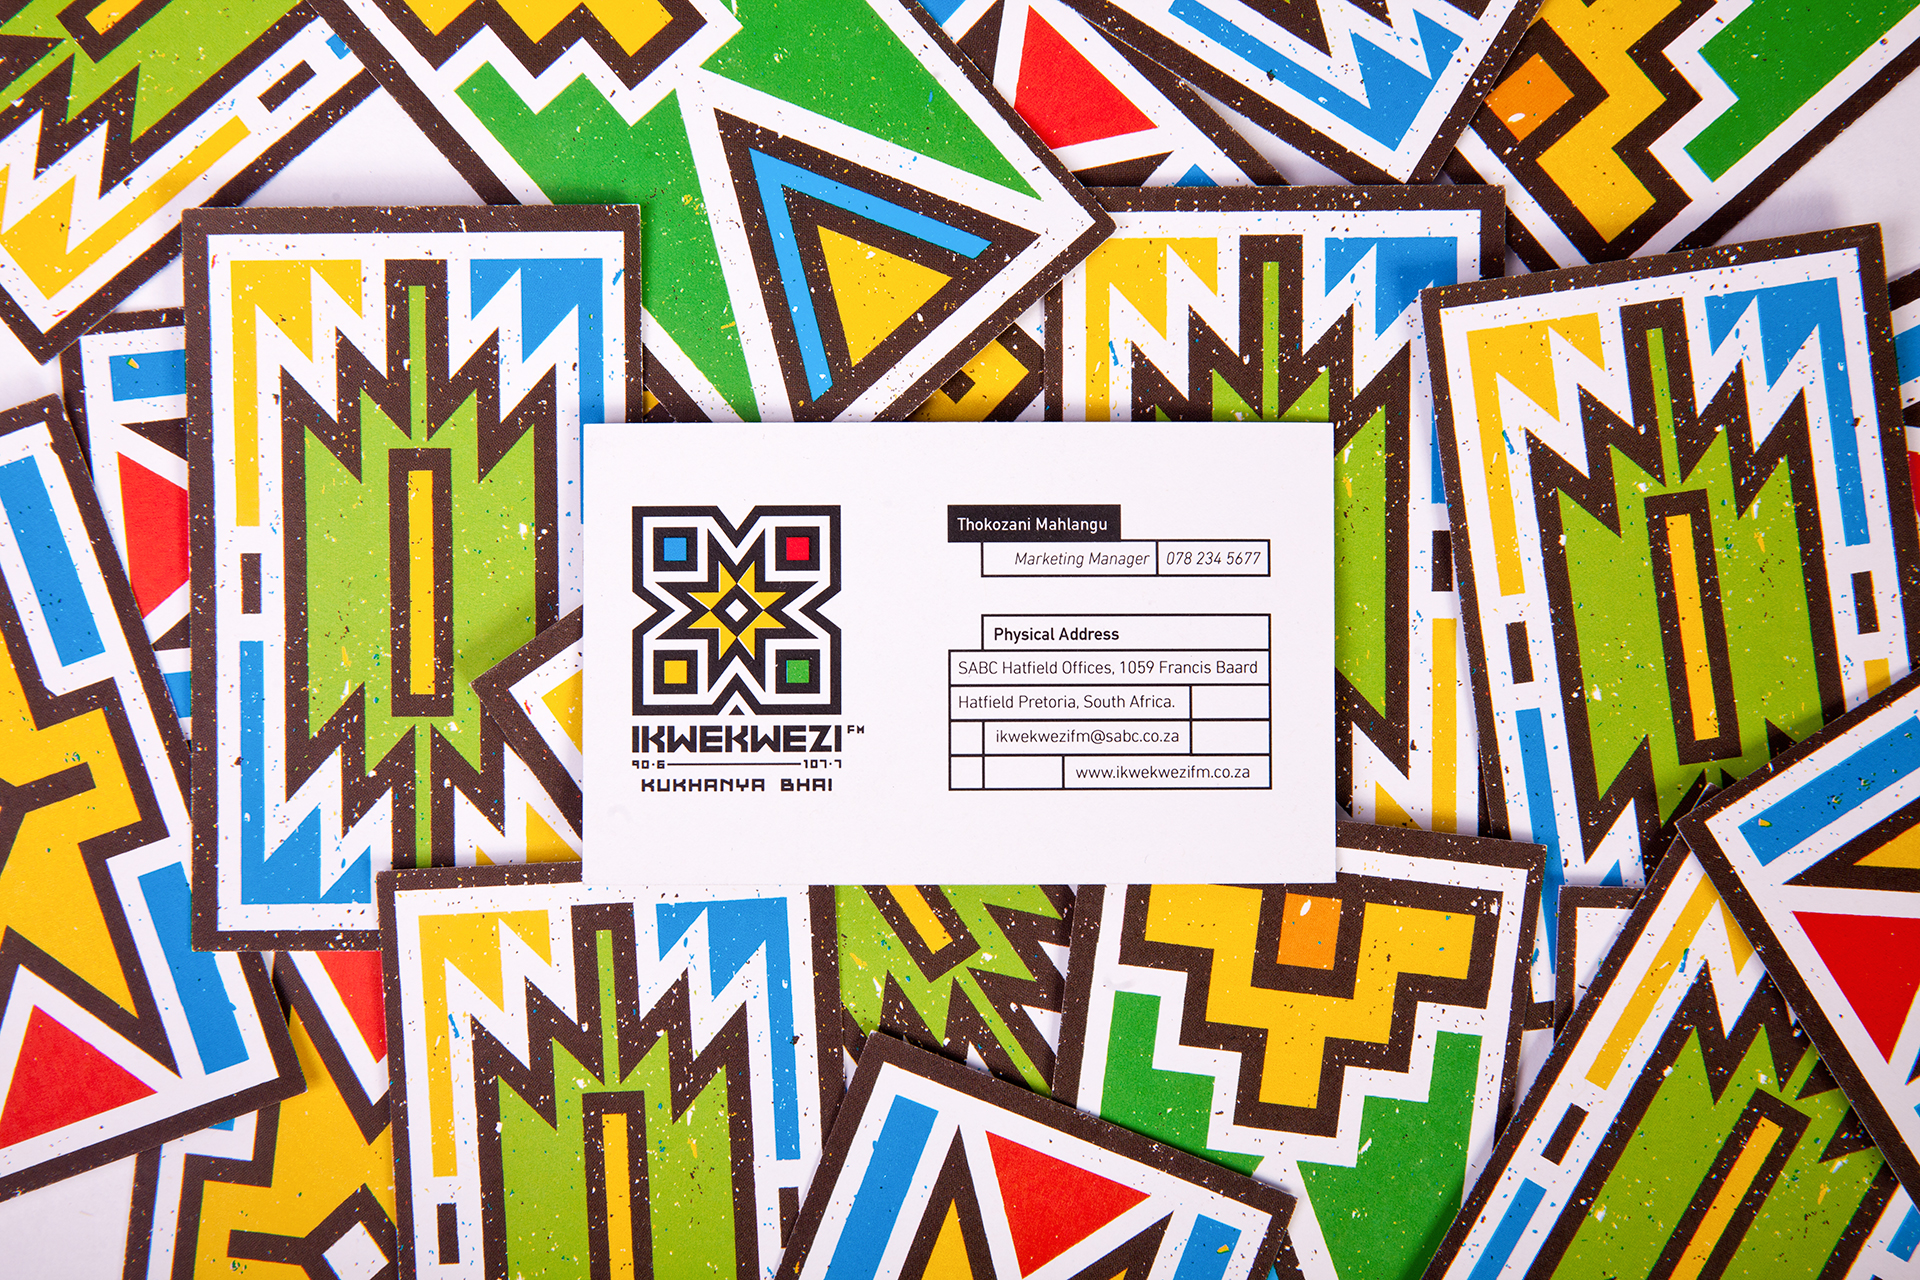 IKWEKWEZI FM
90.6 107.7
KUKHANYA BHAI
Thokozani Mahlangu
Marketing Manager 078 234 5677
Physical Address
SABC Hatfield Offices, 1059 Francis Baard
Hatfield Pretoria, South Africa.
ikwekwezifm@sabc.co.za
www.ikwekwezifm.co.za